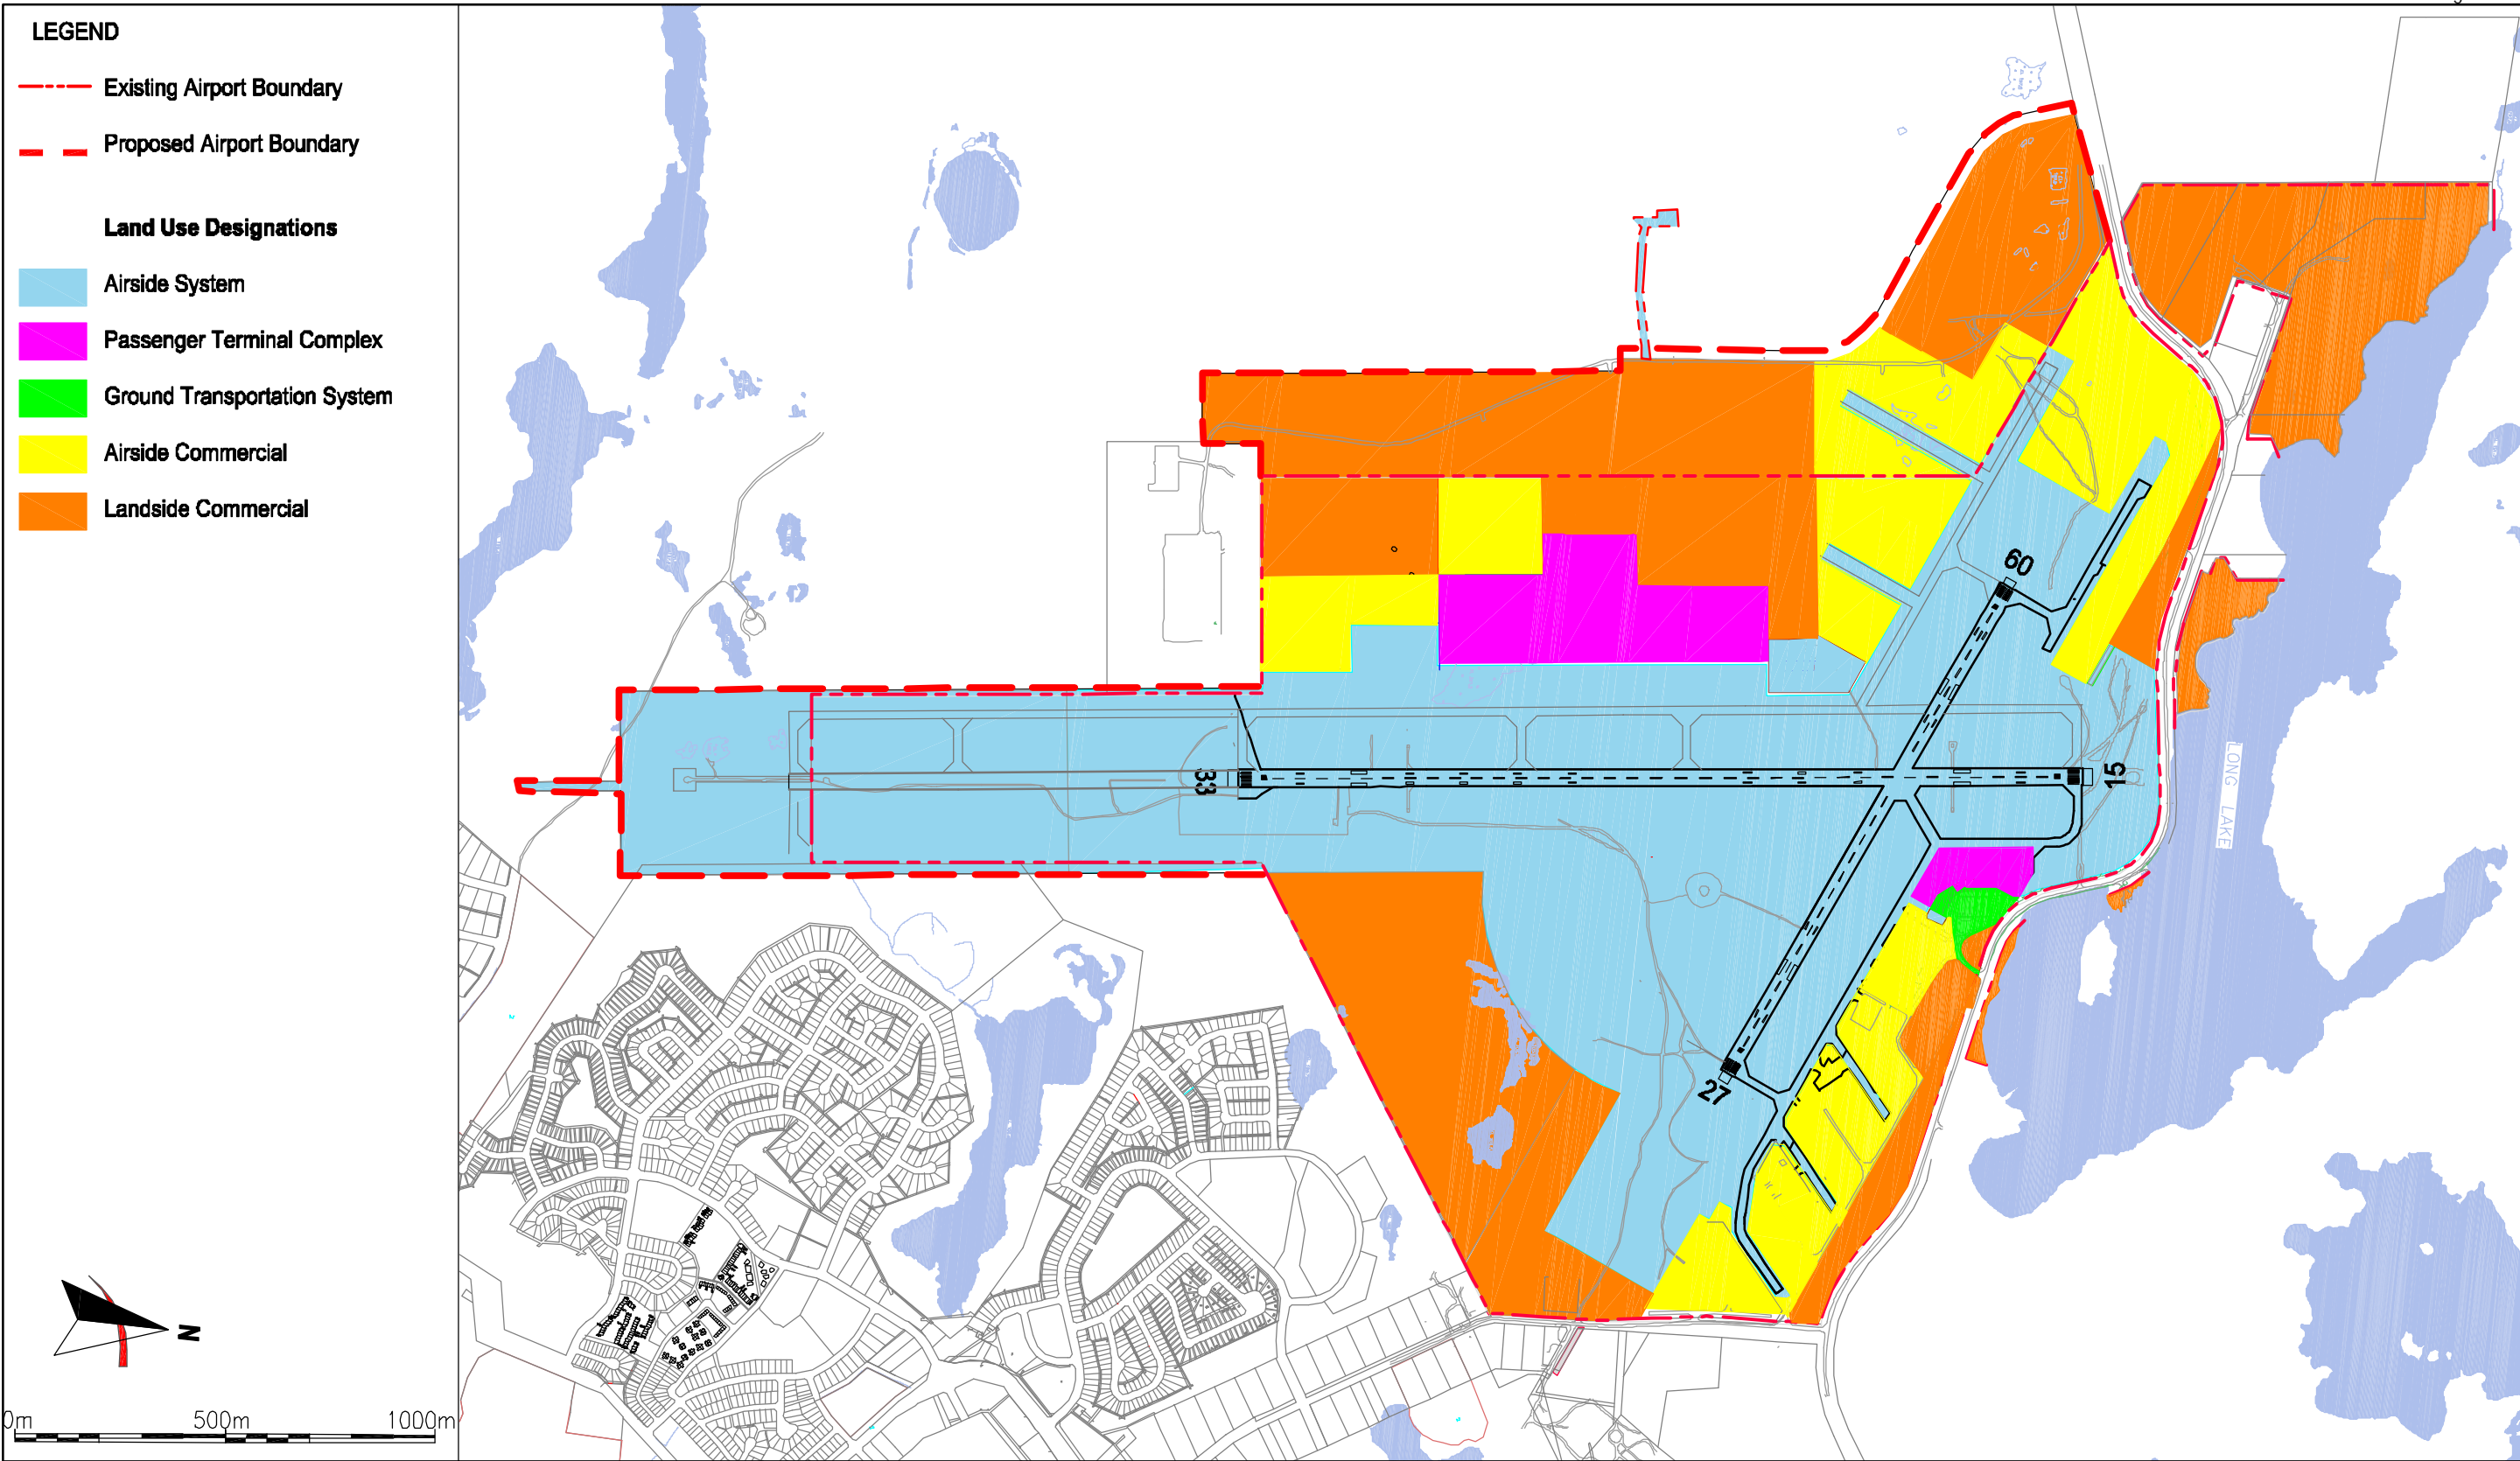 LEGEND
Existing Airport Boundary
Proposed Airport Boundary
Land Use Designations
Airside System
Passenger Terminal Complex
Ground Transportation System
Airside Commercial
Landside Commercial
60
33
15
LONG LAKE
27
N
0m 500m 1000m